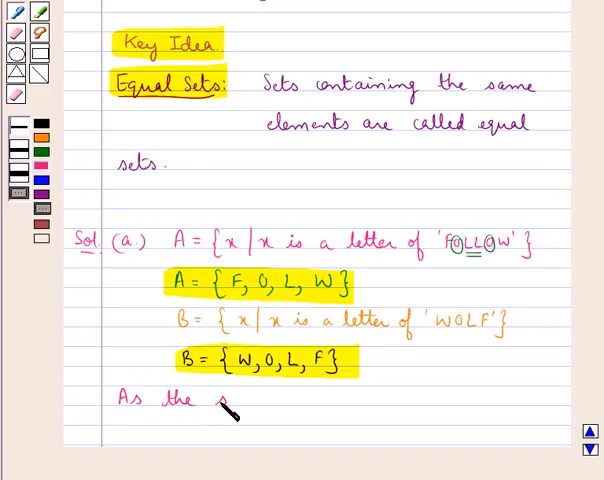 Key Idea.
Equal Sets: Sets containing the same
elements are called equal
sets.
Sol. (a.) A = { x | x is a letter of 'FOLLOW' }
A = { F, O, L, W }
B = { x | x is a letter of 'WOLF' }
B = { W, O, L, F }
As the s